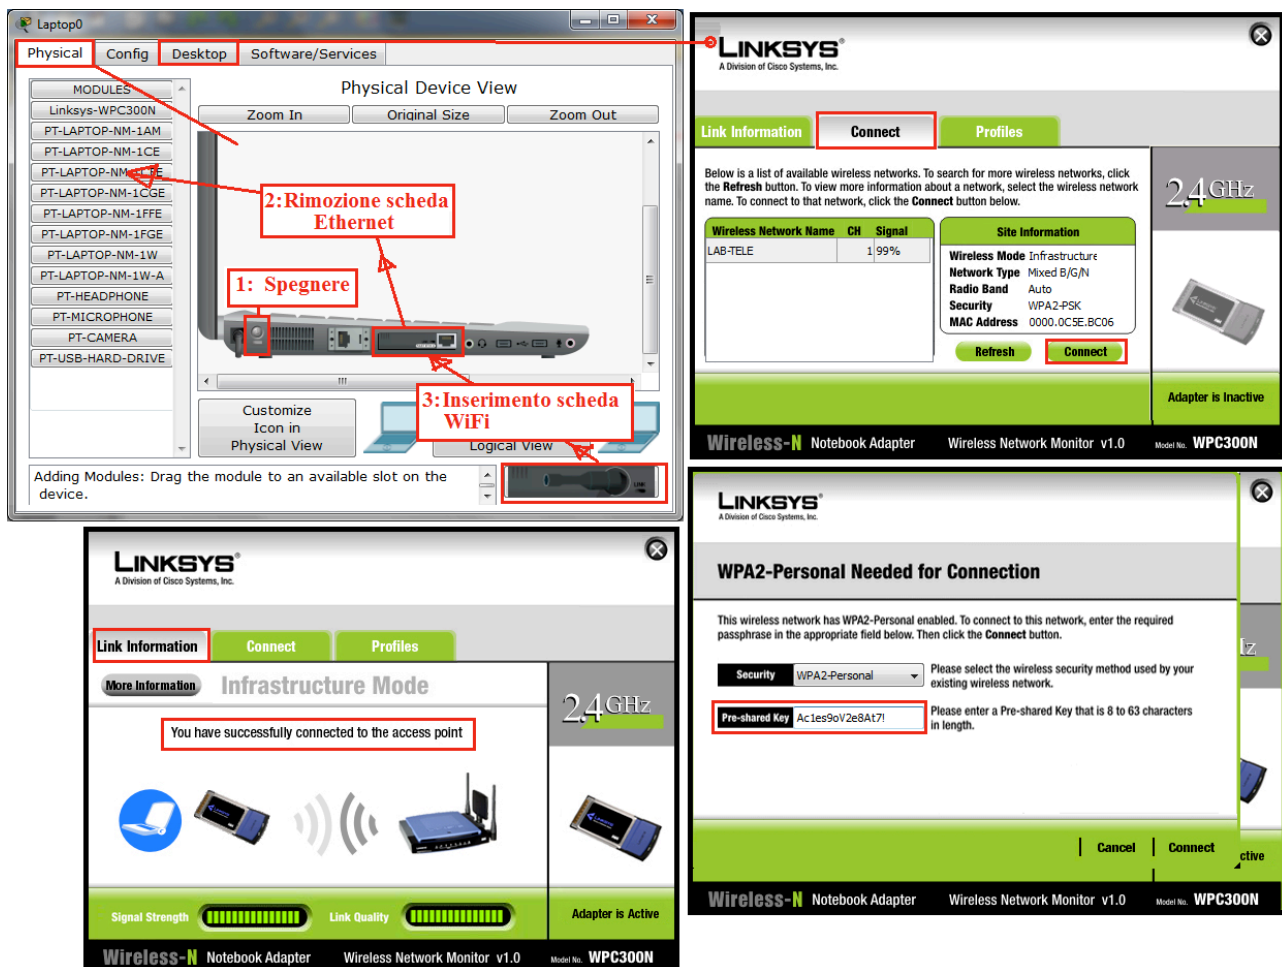 Laptop0
Physical Config Desktop Software/Services
MODULES
Linksys-WPC300N
PT-LAPTOP-NM-1AM
PT-LAPTOP-NM-1CE
PT-LAPTOP-NM-1CFE
PT-LAPTOP-NM-1CGE
PT-LAPTOP-NM-1FFE
PT-LAPTOP-NM-1FGE
PT-LAPTOP-NM-1W
PT-LAPTOP-NM-1W-A
PT-HEADPHONE
PT-MICROPHONE
PT-CAMERA
PT-USB-HARD-DRIVE
Physical Device View
Zoom In Original Size Zoom Out
2:Rimozione scheda
Ethernet
1: Spegnere
3:Inserimento scheda
WiFi
Customize
Icon in
Physical View
Logical View
Adding Modules: Drag the module to an available slot on the
device.
LINK
LINKSYS®
A Division of Cisco Systems, Inc.
Link Information Connect Profiles
Below is a list of available wireless networks. To search for more wireless networks, click
the Refresh button. To view more information about a network, select the wireless network
name. To connect to that network, click the Connect button below.
2.4GHz
Wireless Network Name CH Signal
LAB-TELE 1 99%
Site Information
Wireless Mode Infrastructure
Network Type Mixed B/G/N
Radio Band Auto
Security WPA2-PSK
MAC Address 0000.0C5E.BC06
Refresh Connect
Adapter is Inactive
Wireless-N Notebook Adapter Wireless Network Monitor v1.0 Model No. WPC300N
LINKSYS®
A Division of Cisco Systems, Inc.
WPA2-Personal Needed for Connection
This wireless network has WPA2-Personal enabled. To connect to this network, enter the required
passphrase in the appropriate field below. Then click the Connect button.
Security WPA2-Personal
Please select the wireless security method used by your
existing wireless network.
Pre-shared Key Ac1es9oV2e8At7!
Please enter a Pre-shared Key that is 8 to 63 characters
in length.
Hz
Cancel Connect
ctive
Wireless-N Notebook Adapter Wireless Network Monitor v1.0 Model No. WPC300N
LINKSYS®
A Division of Cisco Systems, Inc.
Link Information Connect Profiles
More Information Infrastructure Mode
2.4GHz
You have successfully connected to the access point
Signal Strength Link Quality
Adapter is Active
Wireless-N Notebook Adapter Wireless Network Monitor v1.0 Model No. WPC300N